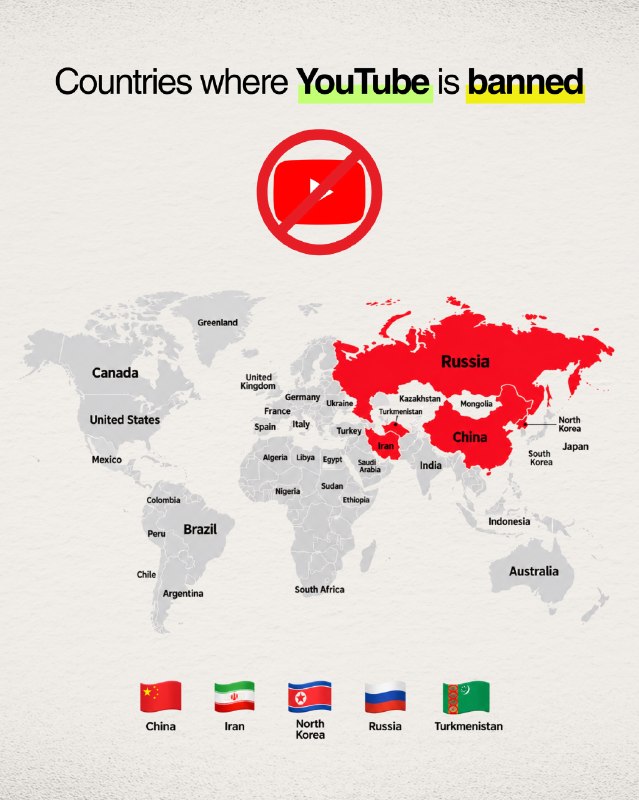 Countries where YouTube is banned
Greenland
Canada
United States
Mexico
Colombia
Peru
Brazil
Chile
Argentina
United
Kingdom
Germany
France
Spain
Italy
Ukraine
Turkey
Algeria
Libya
Egypt
Saudi
Arabia
Nigeria
Sudan
Ethiopia
South Africa
Russia
Kazakhstan
Turkmenistan
Mongolia
Iran
China
India
North
Korea
South
Korea
Japan
Indonesia
Australia
China
Iran
North
Korea
Russia
Turkmenistan